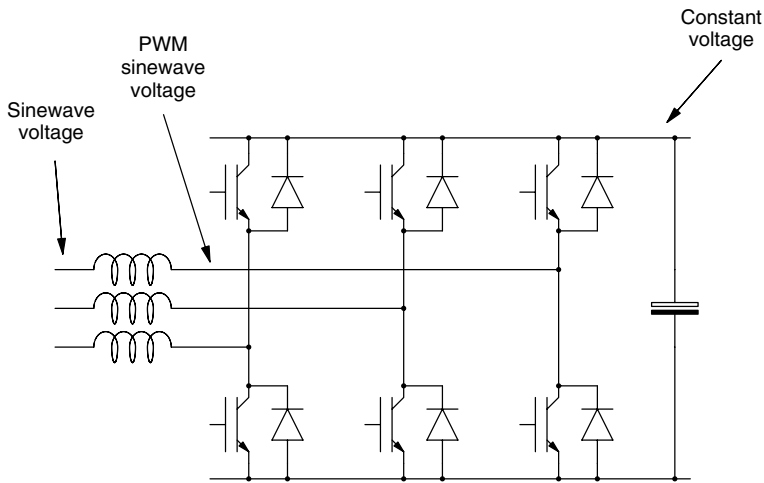 Constant
voltage
PWM
sinewave
voltage
Sinewave
voltage